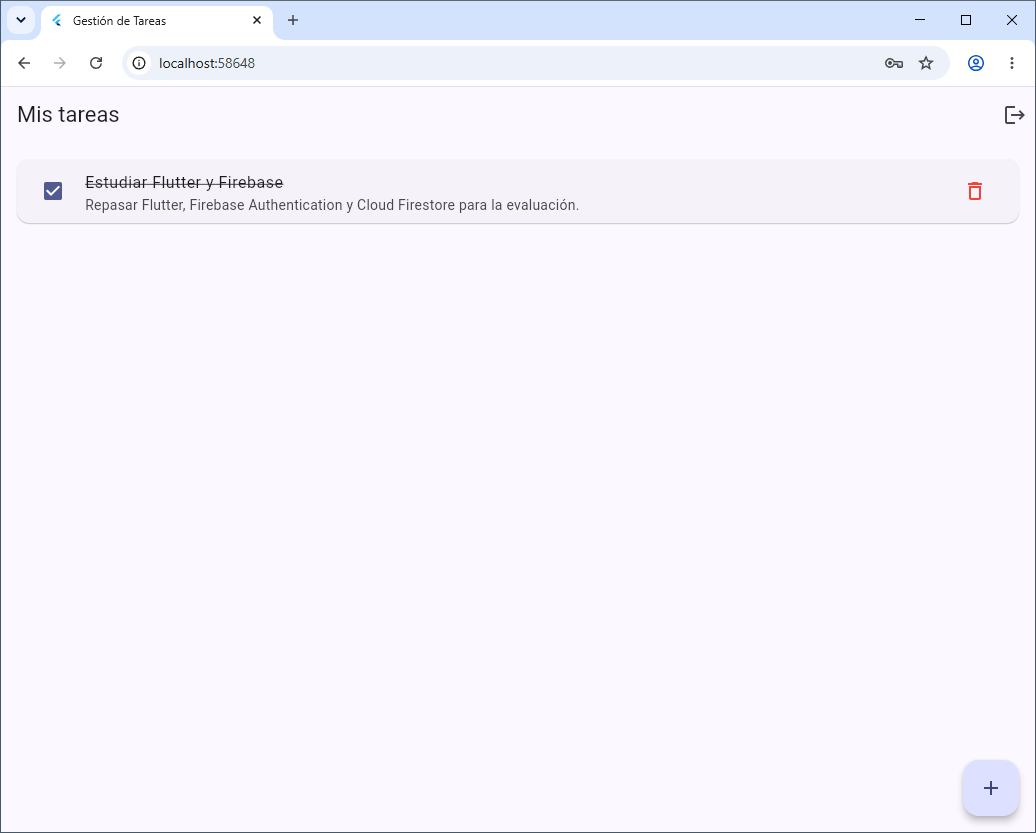 Gestión de Tareas
localhost:58648
Mis tareas
Estudiar Flutter y Firebase
Repasar Flutter, Firebase Authentication y Cloud Firestore para la evaluación.